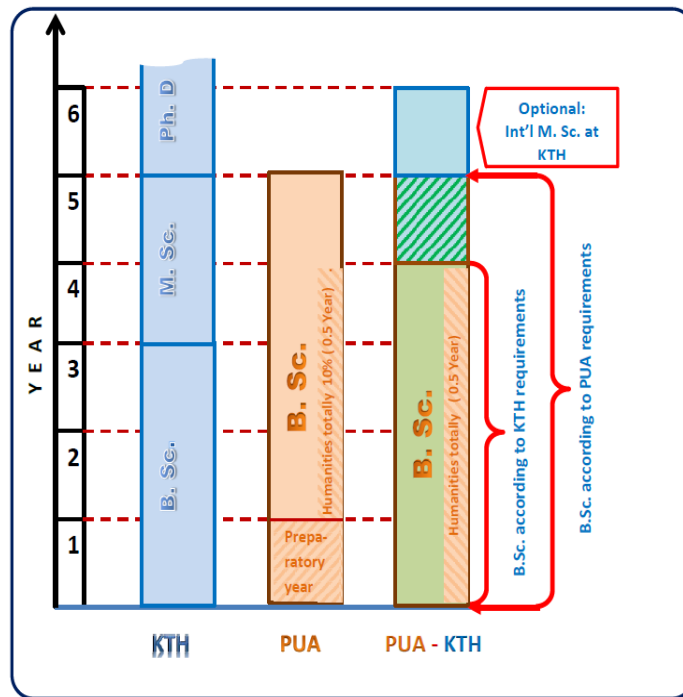 YEAR
6
5
4
3
2
1
Ph. D
M. Sc.
B. Sc.
B. Sc.
Humanities totally 10% ( 0.5 Year) .
Prepa-
ratory
year
B. Sc.
Humanities totally ( 0.5 Year)
Optional:
Int'l M. Sc. at
KTH
B.Sc. according to KTH requirements
B.Sc. according to PUA requirements
KTH
PUA
PUA - KTH